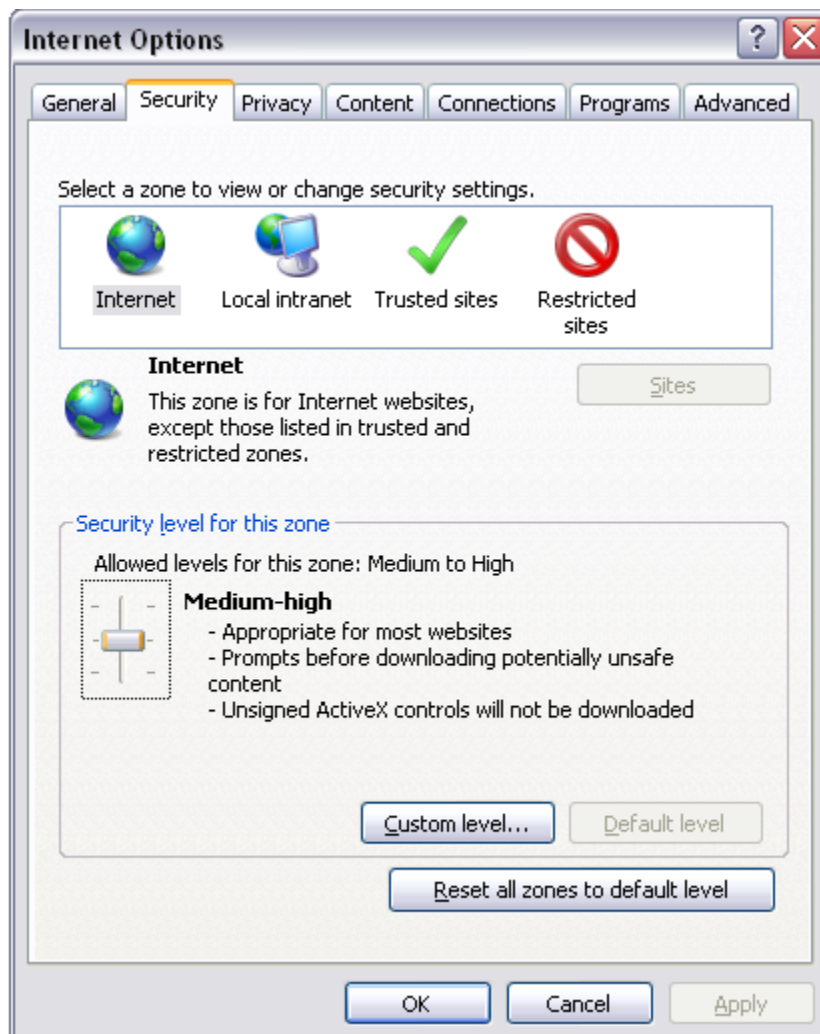 Internet Options
?
General Security Privacy Content Connections Programs Advanced
Select a zone to view or change security settings.
Internet Local intranet Trusted sites Restricted
sites
Internet
Sites
This zone is for Internet websites,
except those listed in trusted and
restricted zones.
Security level for this zone
Allowed levels for this zone: Medium to High
Medium-high
- Appropriate for most websites
- Prompts before downloading potentially unsafe
content
- Unsigned ActiveX controls will not be downloaded
Custom level... Default level
Reset all zones to default level
OK Cancel Apply